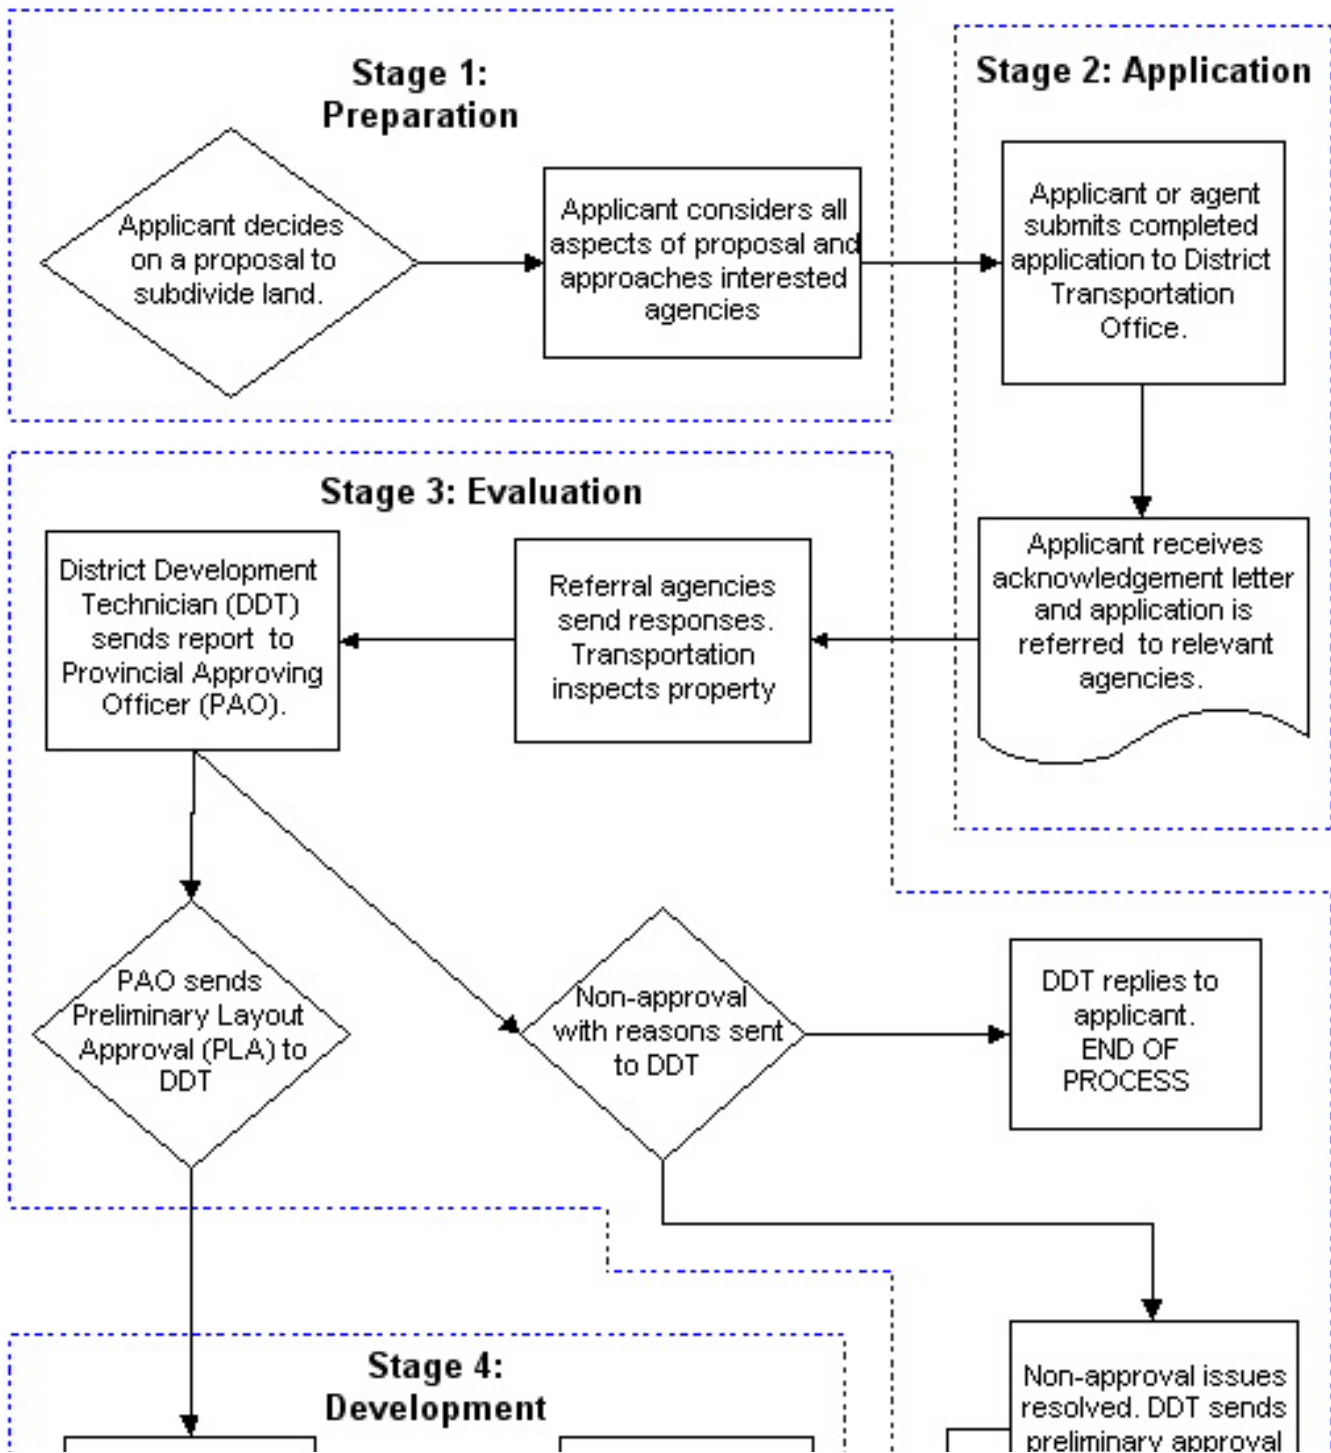 Stage 1:
Preparation
Applicant decides
on a proposal to
subdivide land.
Applicant considers all
aspects of proposal and
approaches interested
agencies
Stage 2: Application
Applicant or agent
submits completed
application to District
Transportation
Office.
Applicant receives
acknowledgement letter
and application is
referred to relevant
agencies.
Stage 3: Evaluation
Referral agencies
send responses.
Transportation
inspects property
District Development
Technician (DDT)
sends report to
Provincial Approving
Officer (PAO).
PAO sends
Preliminary Layout
Approval (PLA) to
DDT
Non-approval
with reasons sent
to DDT
DDT replies to
applicant.
END OF
PROCESS
Non-approval issues
resolved. DDT sends
preliminary approval
Stage 4:
Development